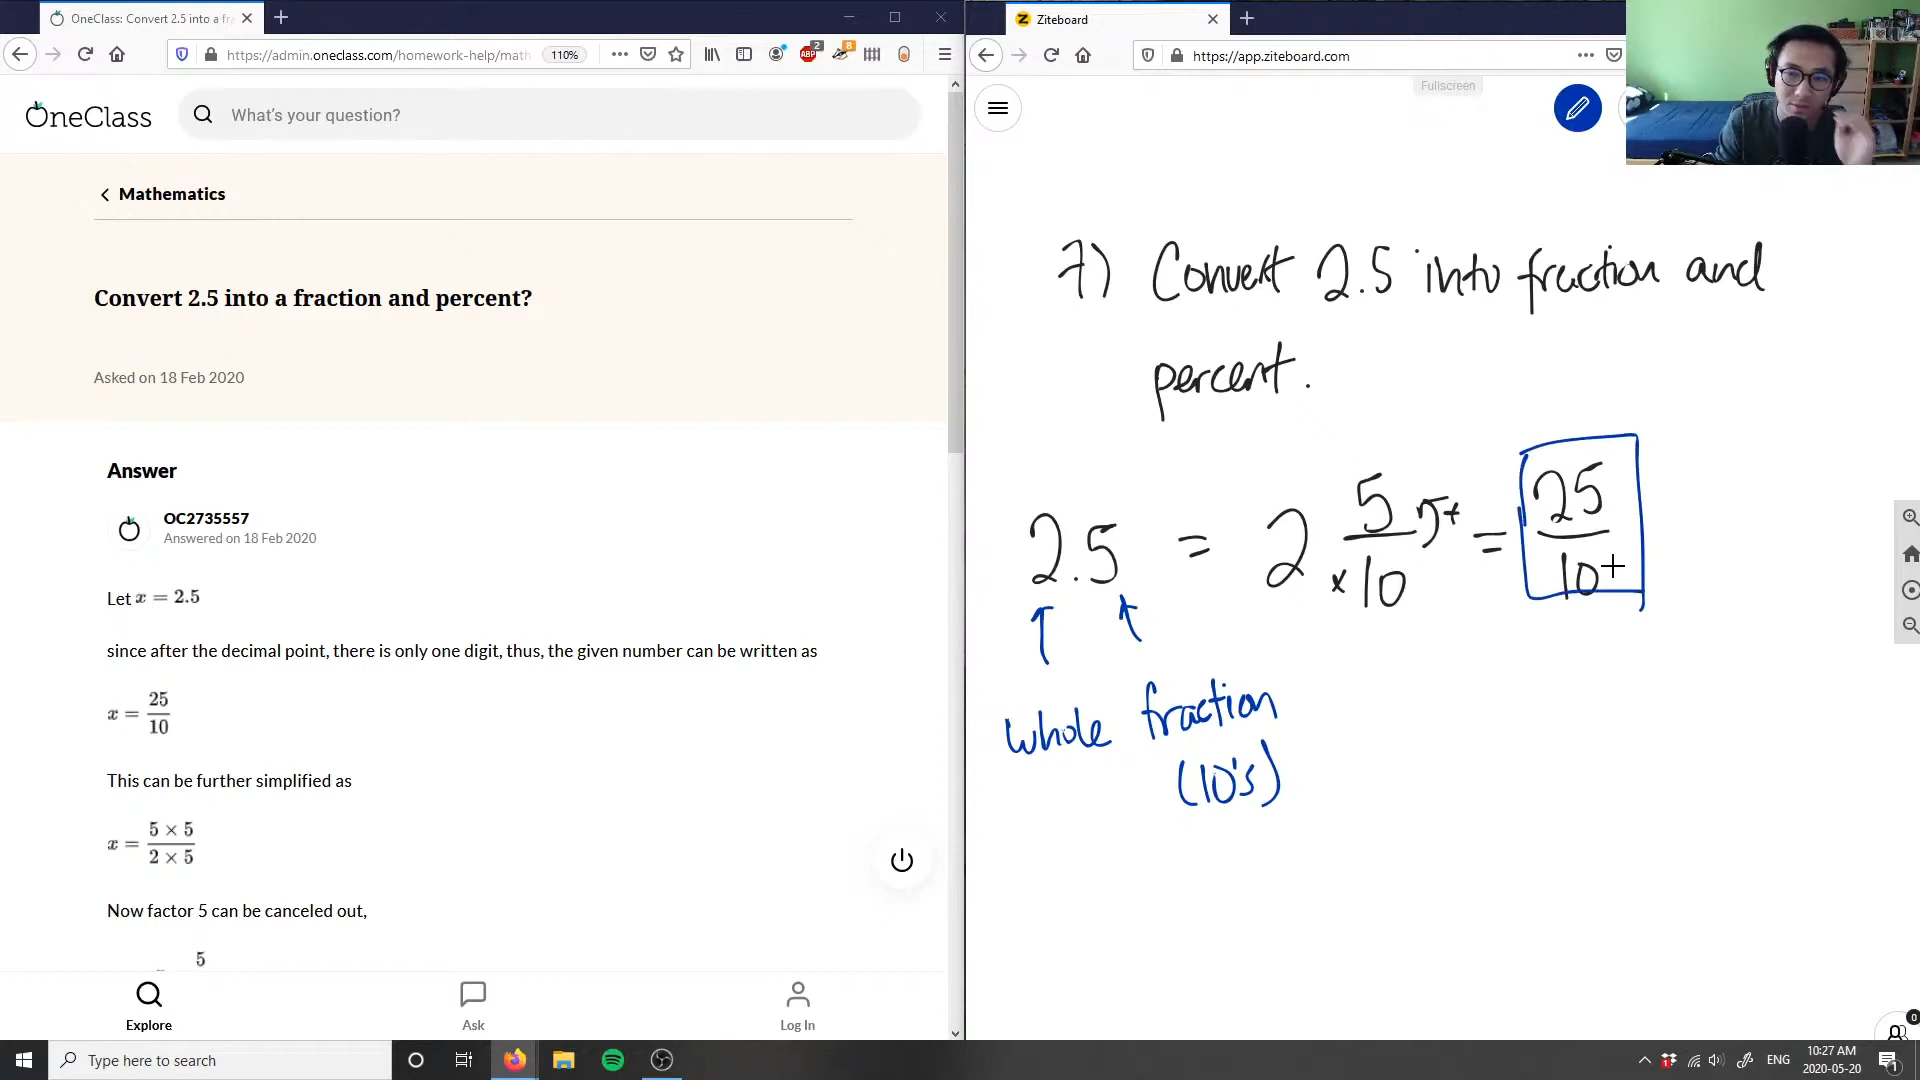 OneClass: Convert 2.5 into a fra
Ziteboard
https://admin.oneclass.com/homework-help/math
110%
2
8
https://app.ziteboard.com
Fullscreen
OneClass
What's your question?
Mathematics
Convert 2.5 into a fraction and percent?
Asked on 18 Feb 2020
Answer
OC2735557
Answered on 18 Feb 2020
Let x = 2.5
since after the decimal point, there is only one digit, thus, the given number can be written as
x = 25/10
This can be further simplified as
x = 5 × 5/2 × 5
Now factor 5 can be canceled out,
5
Explore
Ask
Log In
7) Convert 2.5 into fraction and
percent.
2.5 = 2 5/10 = 25/10
whole fraction
(10's)
0
Type here to search
ENG
10:27 AM
2020-05-20
1